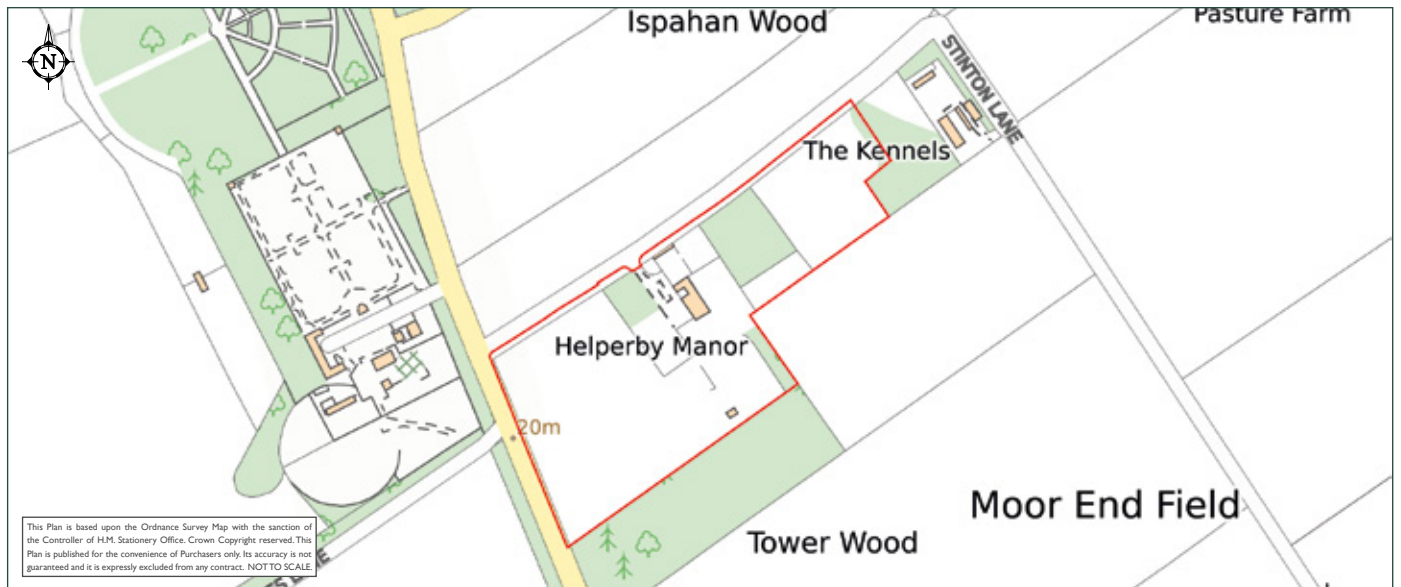 Ispahan Wood
Pasture Farm
N
STINTON LANE
The Kennels
Helperby Manor
20m
Moor End Field
Tower Wood
This Plan is based upon the Ordnance Survey Map with the sanction of
the Controller of H.M. Stationery Office. Crown Copyright reserved. This
Plan is published for the convenience of Purchasers only. Its accuracy is not
guaranteed and it is expressly excluded from any contract. NOT TO SCALE.
LANE